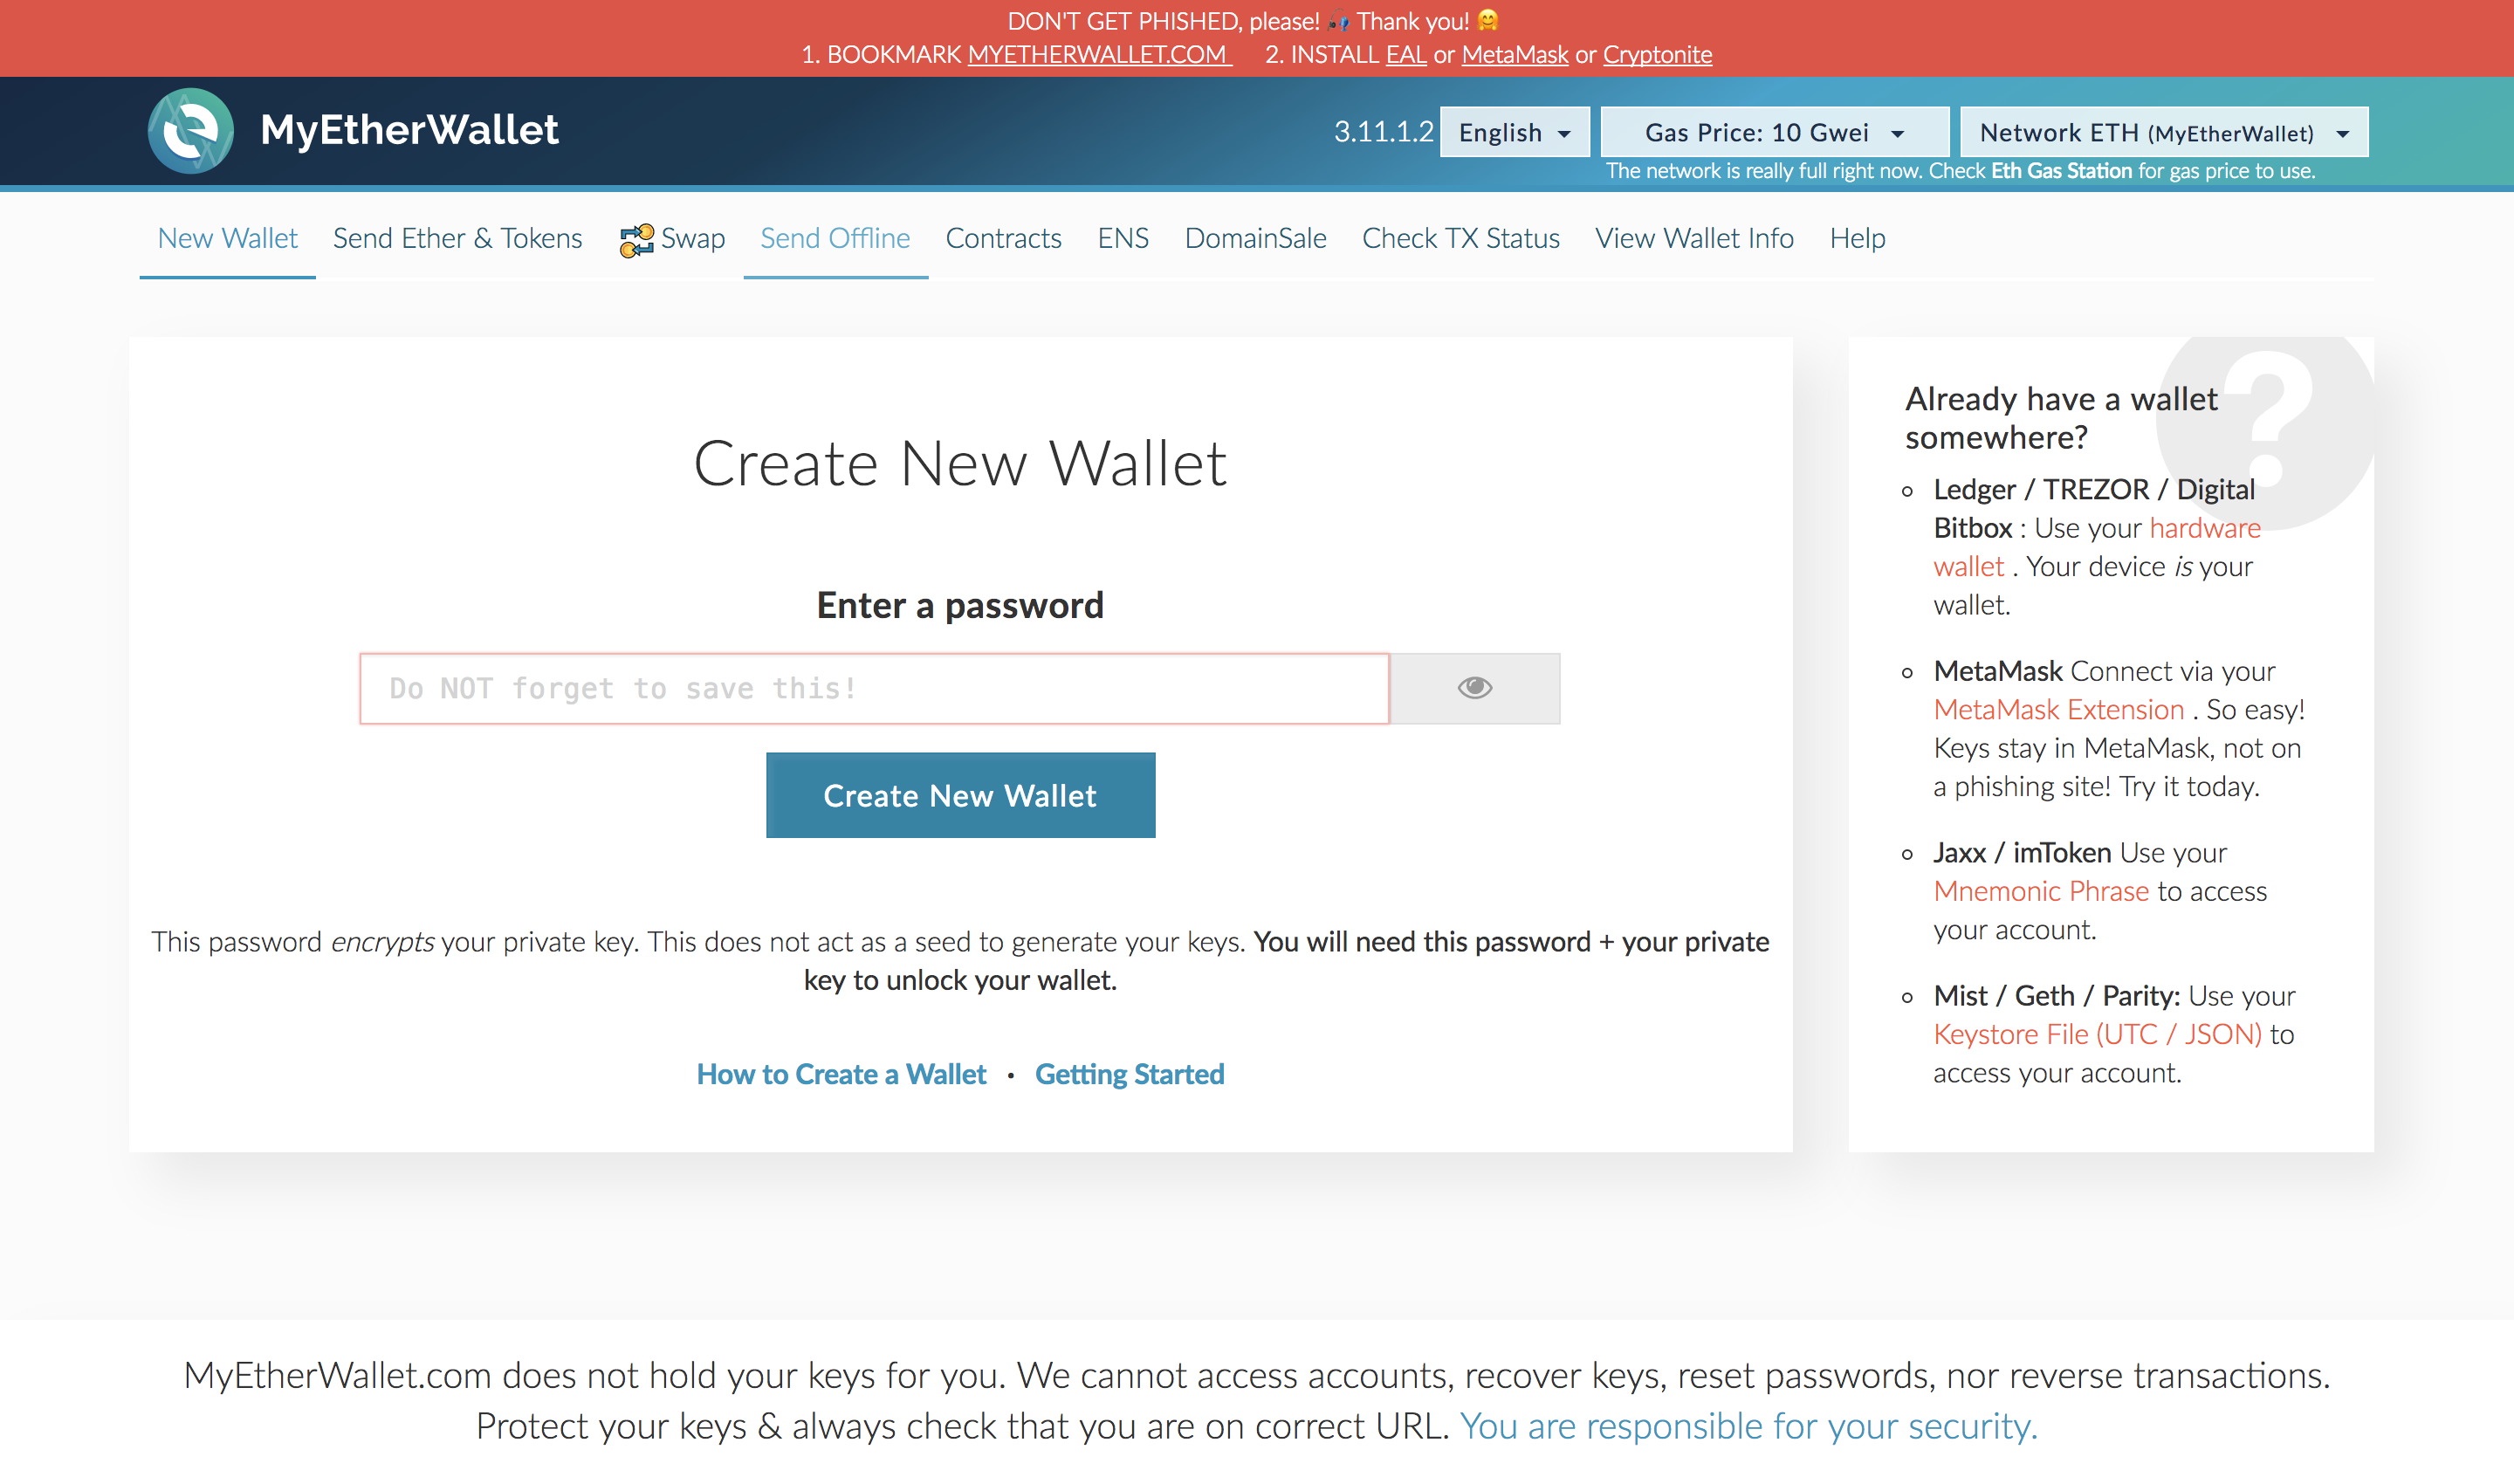 DON'T GET PHISHED, please! 🎣 Thank you! 🤗
1. BOOKMARK MYETHERWALLET.COM 2. INSTALL EAL or MetaMask or Cryptonite
MyEtherWallet
3.11.1.2 English Gas Price: 10 Gwei Network ETH (MyEtherWallet)
The network is really full right now. Check Eth Gas Station for gas price to use.
New Wallet Send Ether & Tokens Swap Send Offline Contracts ENS DomainSale Check TX Status View Wallet Info Help
Create New Wallet
Enter a password
Do NOT forget to save this!
Create New Wallet
This password encrypts your private key. This does not act as a seed to generate your keys. You will need this password + your private
key to unlock your wallet.
How to Create a Wallet • Getting Started
?
Already have a wallet
somewhere?
Ledger / TREZOR / Digital
Bitbox : Use your hardware
wallet . Your device is your
wallet.
MetaMask Connect via your
MetaMask Extension . So easy!
Keys stay in MetaMask, not on
a phishing site! Try it today.
Jaxx / imToken Use your
Mnemonic Phrase to access
your account.
Mist / Geth / Parity: Use your
Keystore File (UTC / JSON) to
access your account.
MyEtherWallet.com does not hold your keys for you. We cannot access accounts, recover keys, reset passwords, nor reverse transactions.
Protect your keys & always check that you are on correct URL. You are responsible for your security.